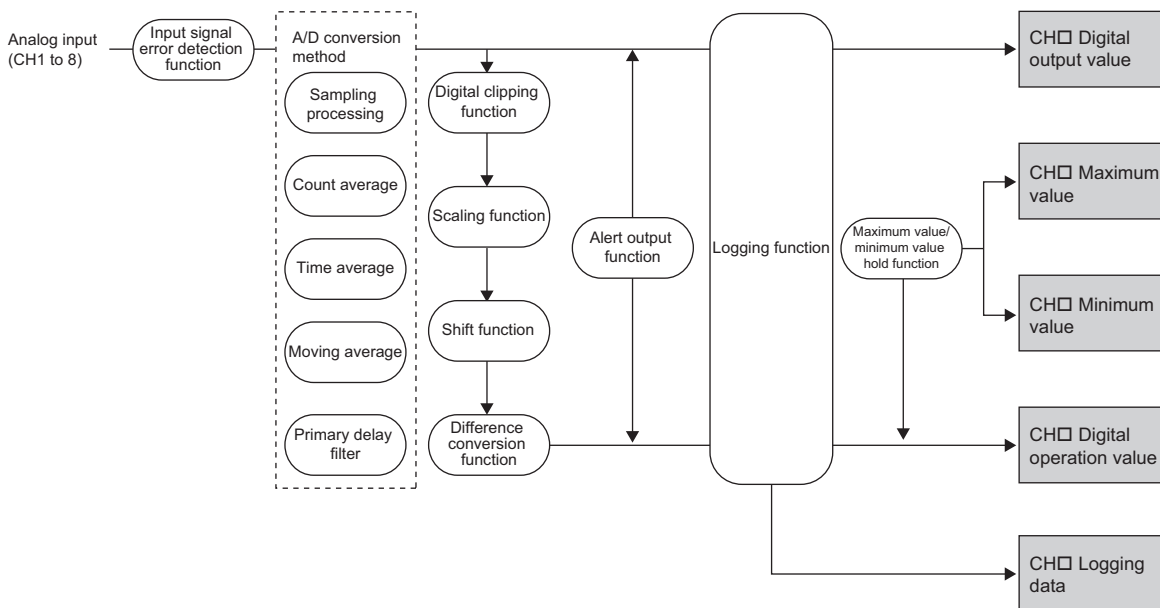 Analog input
(CH1 to 8)
Input signal
error detection
function
A/D conversion
method
Sampling
processing
Count average
Time average
Moving average
Primary delay
filter
Digital clipping
function
Scaling function
Shift function
Difference
conversion
function
Alert output
function
Logging function
Maximum value/
minimum value
hold function
CH□ Digital
output value
CH□ Maximum
value
CH□ Minimum
value
CH□ Digital
operation value
CH□ Logging
data